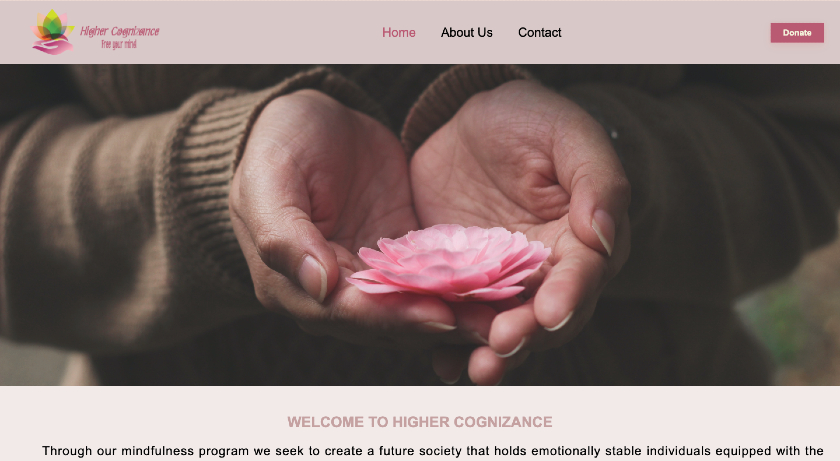 Higher Cognizance
Free your mind
Home About Us Contact
Donate
WELCOME TO HIGHER COGNIZANCE
Through our mindfulness program we seek to create a future society that holds emotionally stable individuals equipped with the